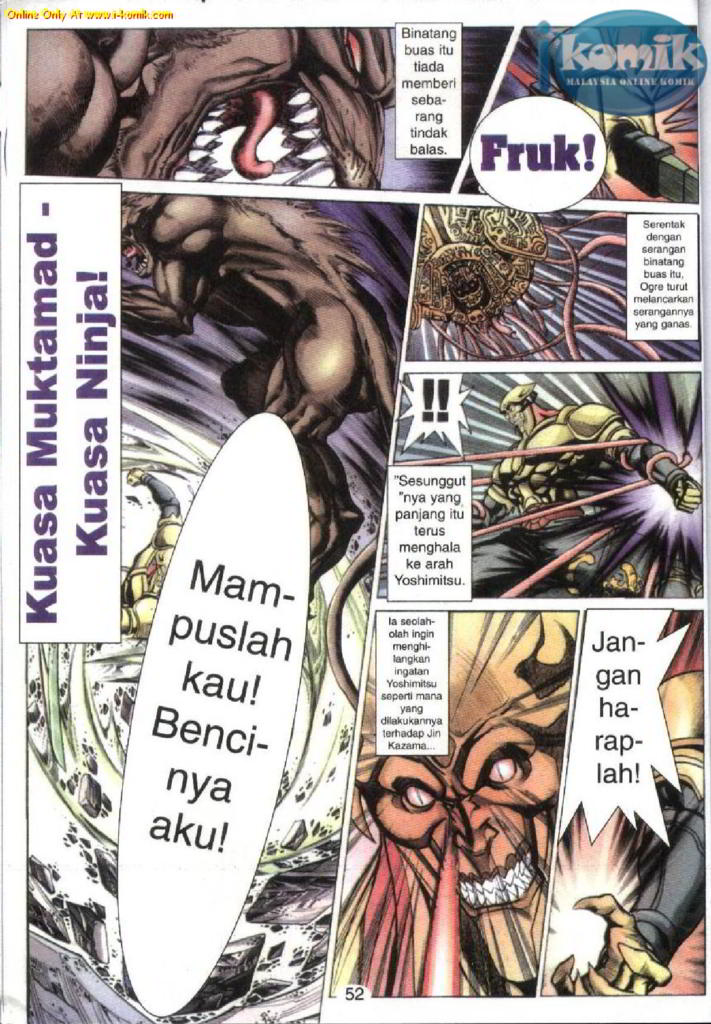 Online Only At www.i-komik.com
ikomik
MALAYSIA ONLINE KOMIK
Binatang
buas itu
tiada
memberi
seba-
rang
tindak
balas.
Fruk!
Kuasa Muktamad -
Kuasa Ninja!
Serentak
dengan
serangan
binatang
buas itu,
Ogre turut
melancarkan
serangannya
yang ganas.
!!
"Sesunggut
"nya yang
panjang itu
terus
menghala
ke arah
Yoshimitsu.
Mam-
puslah
kau!
Benci-
nya
aku!
Ia seolah-
olah ingin
menghi-
langkan
ingatan
Yoshimitsu
seperti mana
yang
dilakukannya
terhadap Jin
Kazama...
Jan-
gan
ha-
rap-
lah!
52